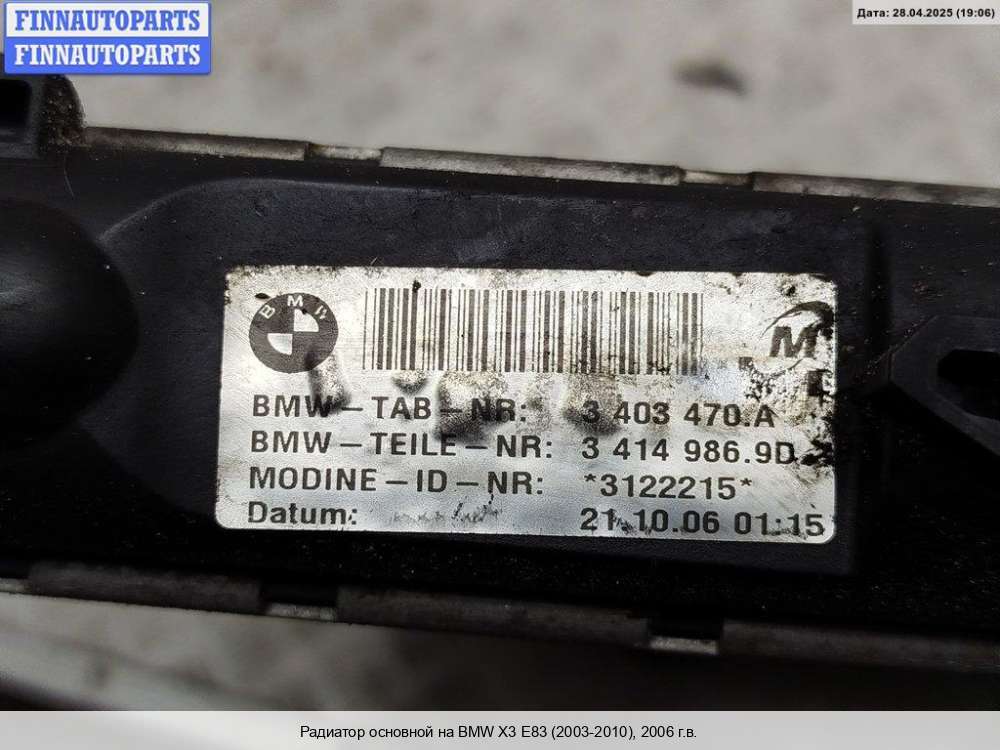 FINNAUTOPARTS
FINNAUTOPARTS
Дата: 28.04.2025 (19:06)
BMW
M
BMW-TAB-NR: 3 403 470.A
BMW-TEILE-NR: 3 414 986.9D
MODINE-ID-NR: *3122215*
Datum: 21.10.06 01:15
Радиатор основной на BMW X3 E83 (2003-2010), 2006 г.в.